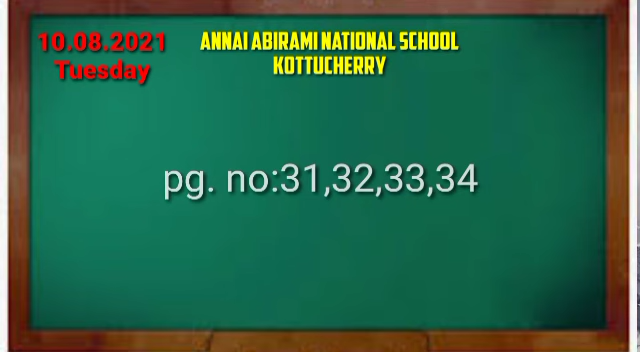 10.08.2021
Tuesday
ANNAI ABIRAMI NATIONAL SCHOOL
KOTTUCHERRY
pg. no:31,32,33,34